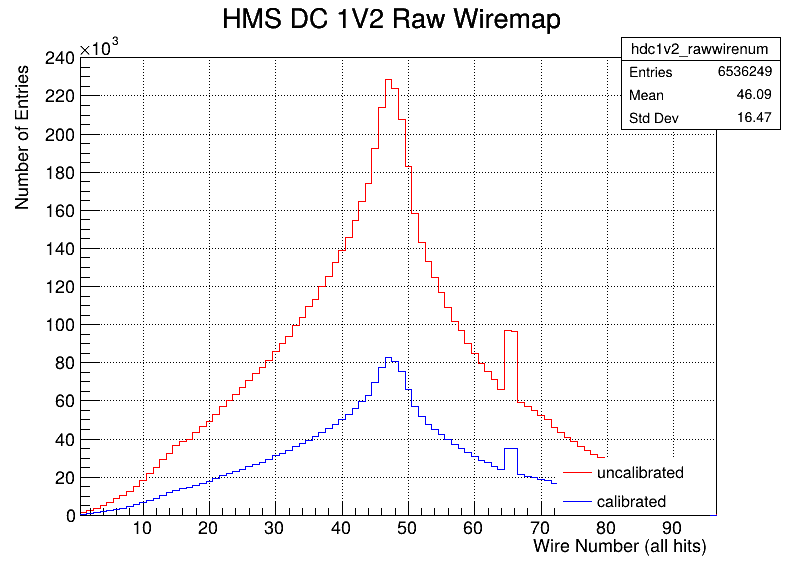 HMS DC 1V2 Raw Wiremap
hdc1v2_rawwirenum
Entries 6536249
Mean 46.09
Std Dev 16.47
×10³
240
220
200
180
160
140
120
100
80
60
40
20
0
Number of Entries
uncalibrated
calibrated
10 20 30 40 50 60 70 80 90
Wire Number (all hits)